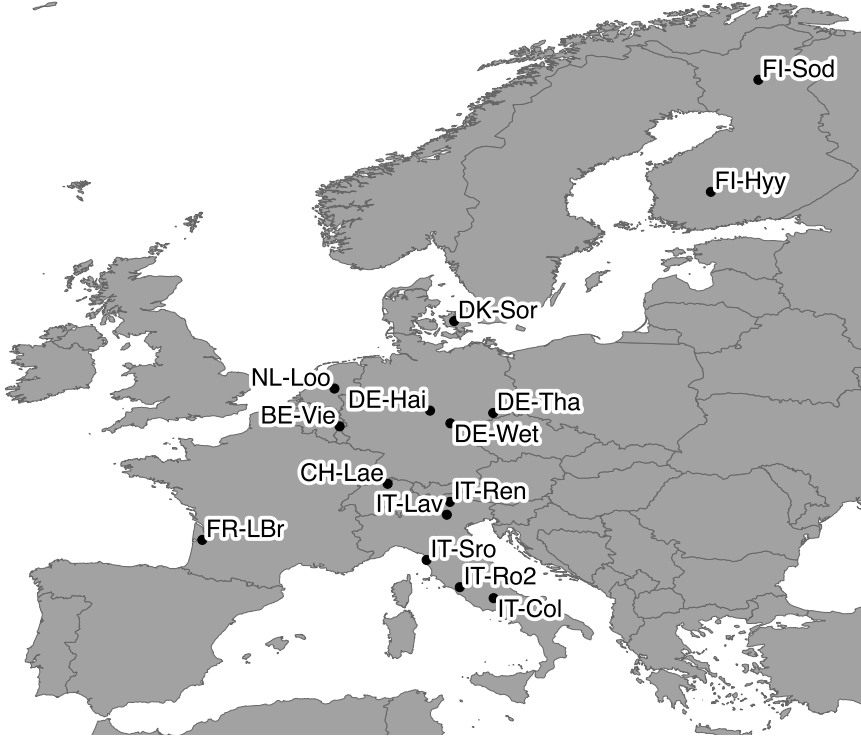 FI-Sod
FI-Hyy
DK-Sor
NL-Loo
DE-Hai
DE-Tha
BE-Vie
DE-Wet
CH-Lae
IT-Ren
IT-Lav
FR-LBr
IT-Sro
IT-Ro2
IT-Col